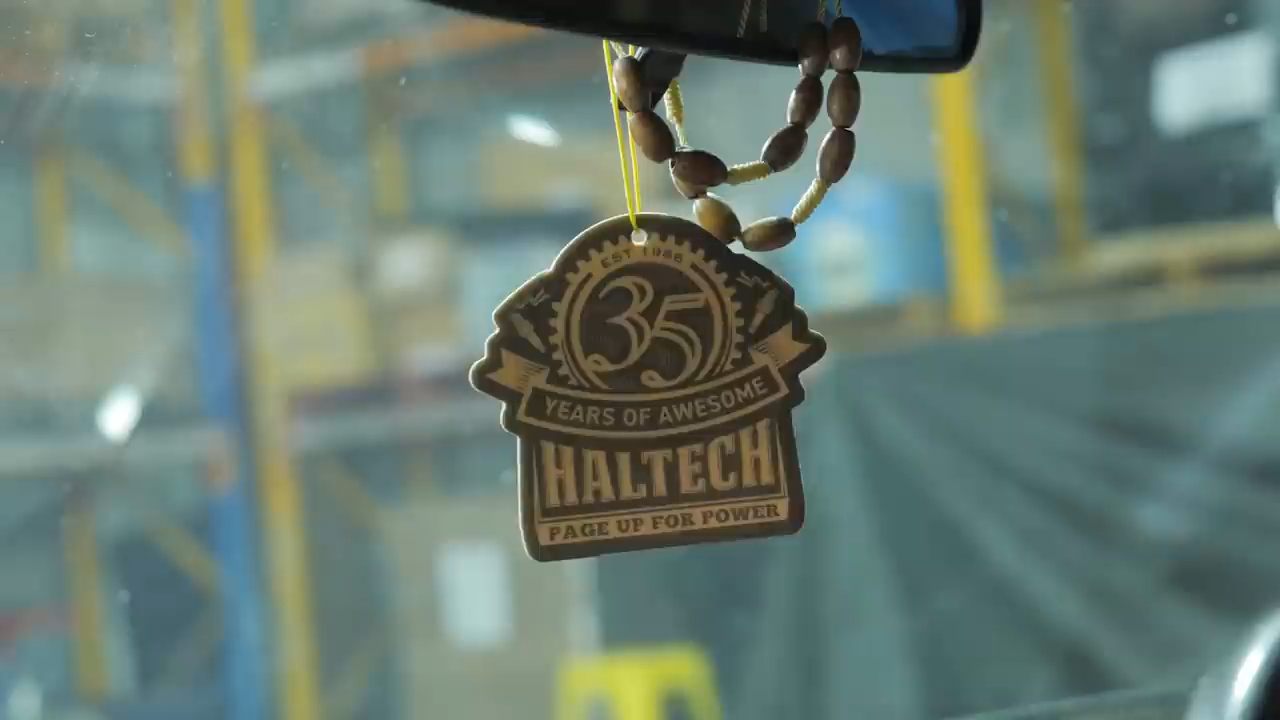 EST 1986
35
YEARS OF AWESOME
HALTECH
PAGE UP FOR POWER